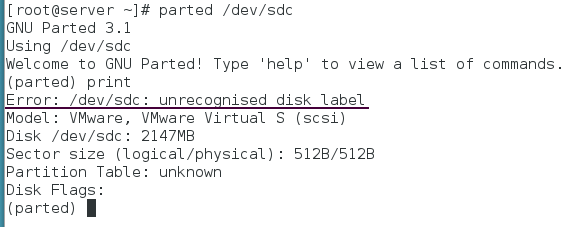 [root@server ~]# parted /dev/sdc
GNU Parted 3.1
Using /dev/sdc
Welcome to GNU Parted! Type 'help' to view a list of commands.
(parted) print
Error: /dev/sdc: unrecognised disk label
Model: VMware, VMware Virtual S (scsi)
Disk /dev/sdc: 2147MB
Sector size (logical/physical): 512B/512B
Partition Table: unknown
Disk Flags:
(parted)